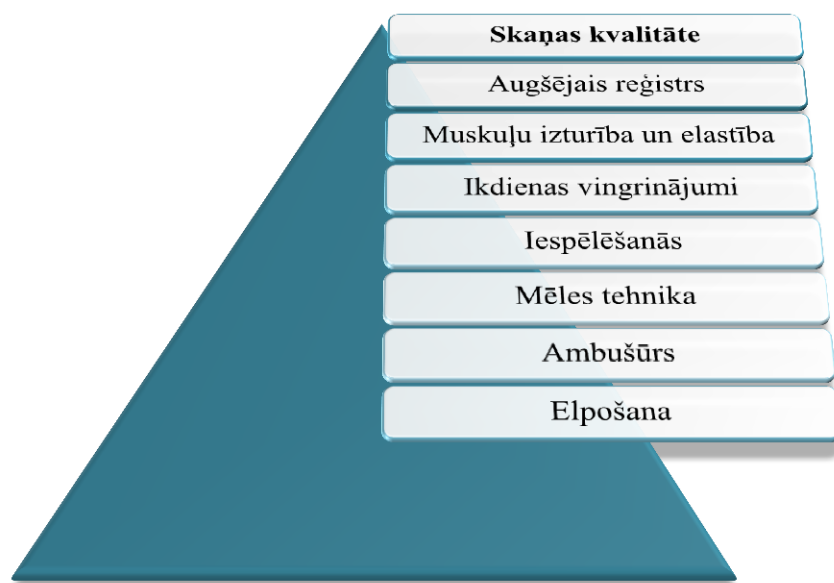 Skaņas kvalitāte
Augšējais reģistrs
Muskuļu izturība un elastība
Ikdienas vingrinājumi
Iespēlēšanās
Mēles tehnika
Ambušūrs
Elpošana